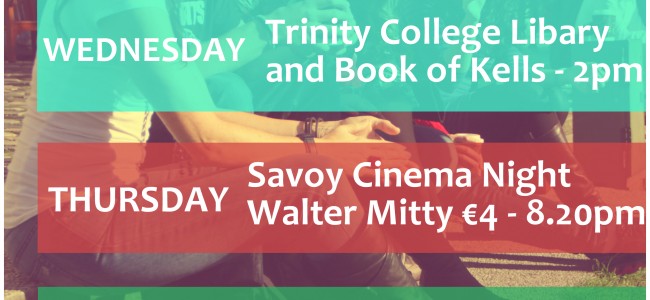 WEDNESDAY
Trinity College Libary
and Book of Kells - 2pm
THURSDAY
Savoy Cinema Night
Walter Mitty €4 - 8.20pm